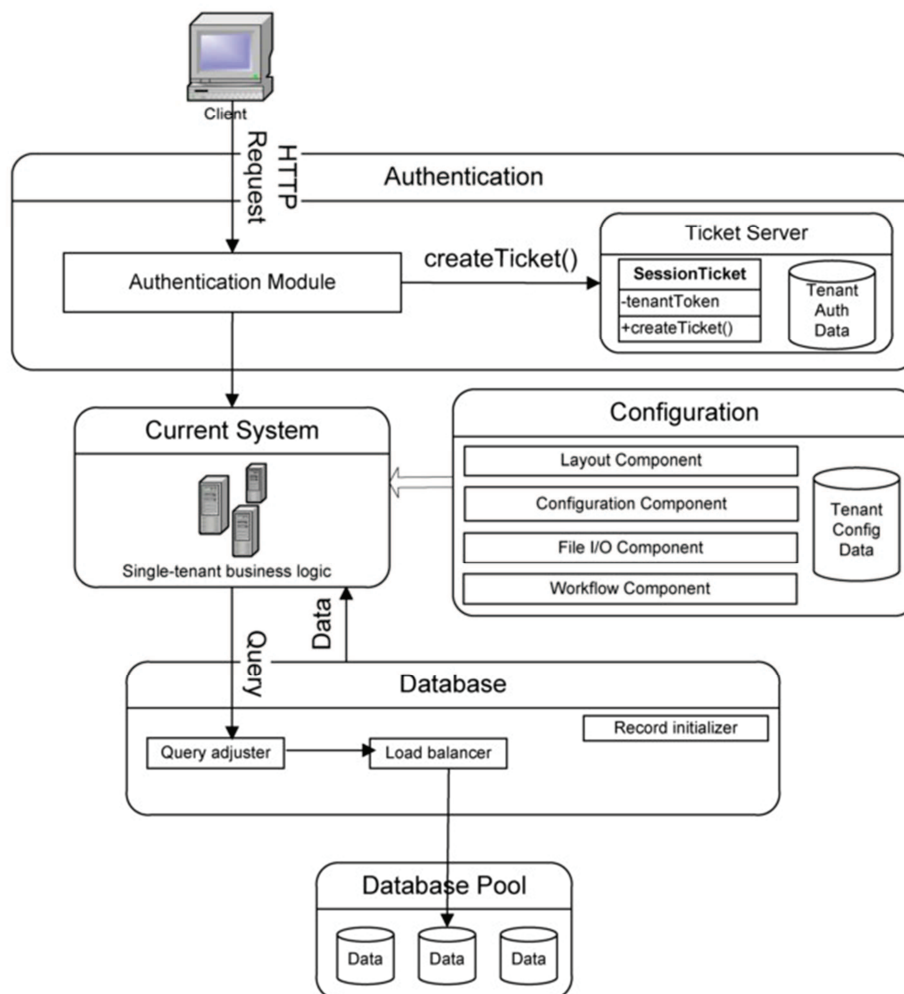 Client
HTTP
Request
Authentication
Authentication Module
createTicket()
Ticket Server
SessionTicket
-tenantToken
+createTicket()
Tenant
Auth
Data
Current System
Single-tenant business logic
Configuration
Layout Component
Configuration Component
File I/O Component
Workflow Component
Tenant
Config
Data
Query
Data
Database
Record initializer
Query adjuster
Load balancer
Database Pool
Data
Data
Data